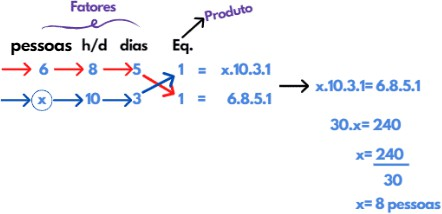 Fatores
Produto
pessoas h/d dias Eq.
6 8 5 1 = x.10.3.1
x 10 3 1 = 6.8.5.1
x.10.3.1= 6.8.5.1
30.x= 240
x= 240
30
x= 8 pessoas